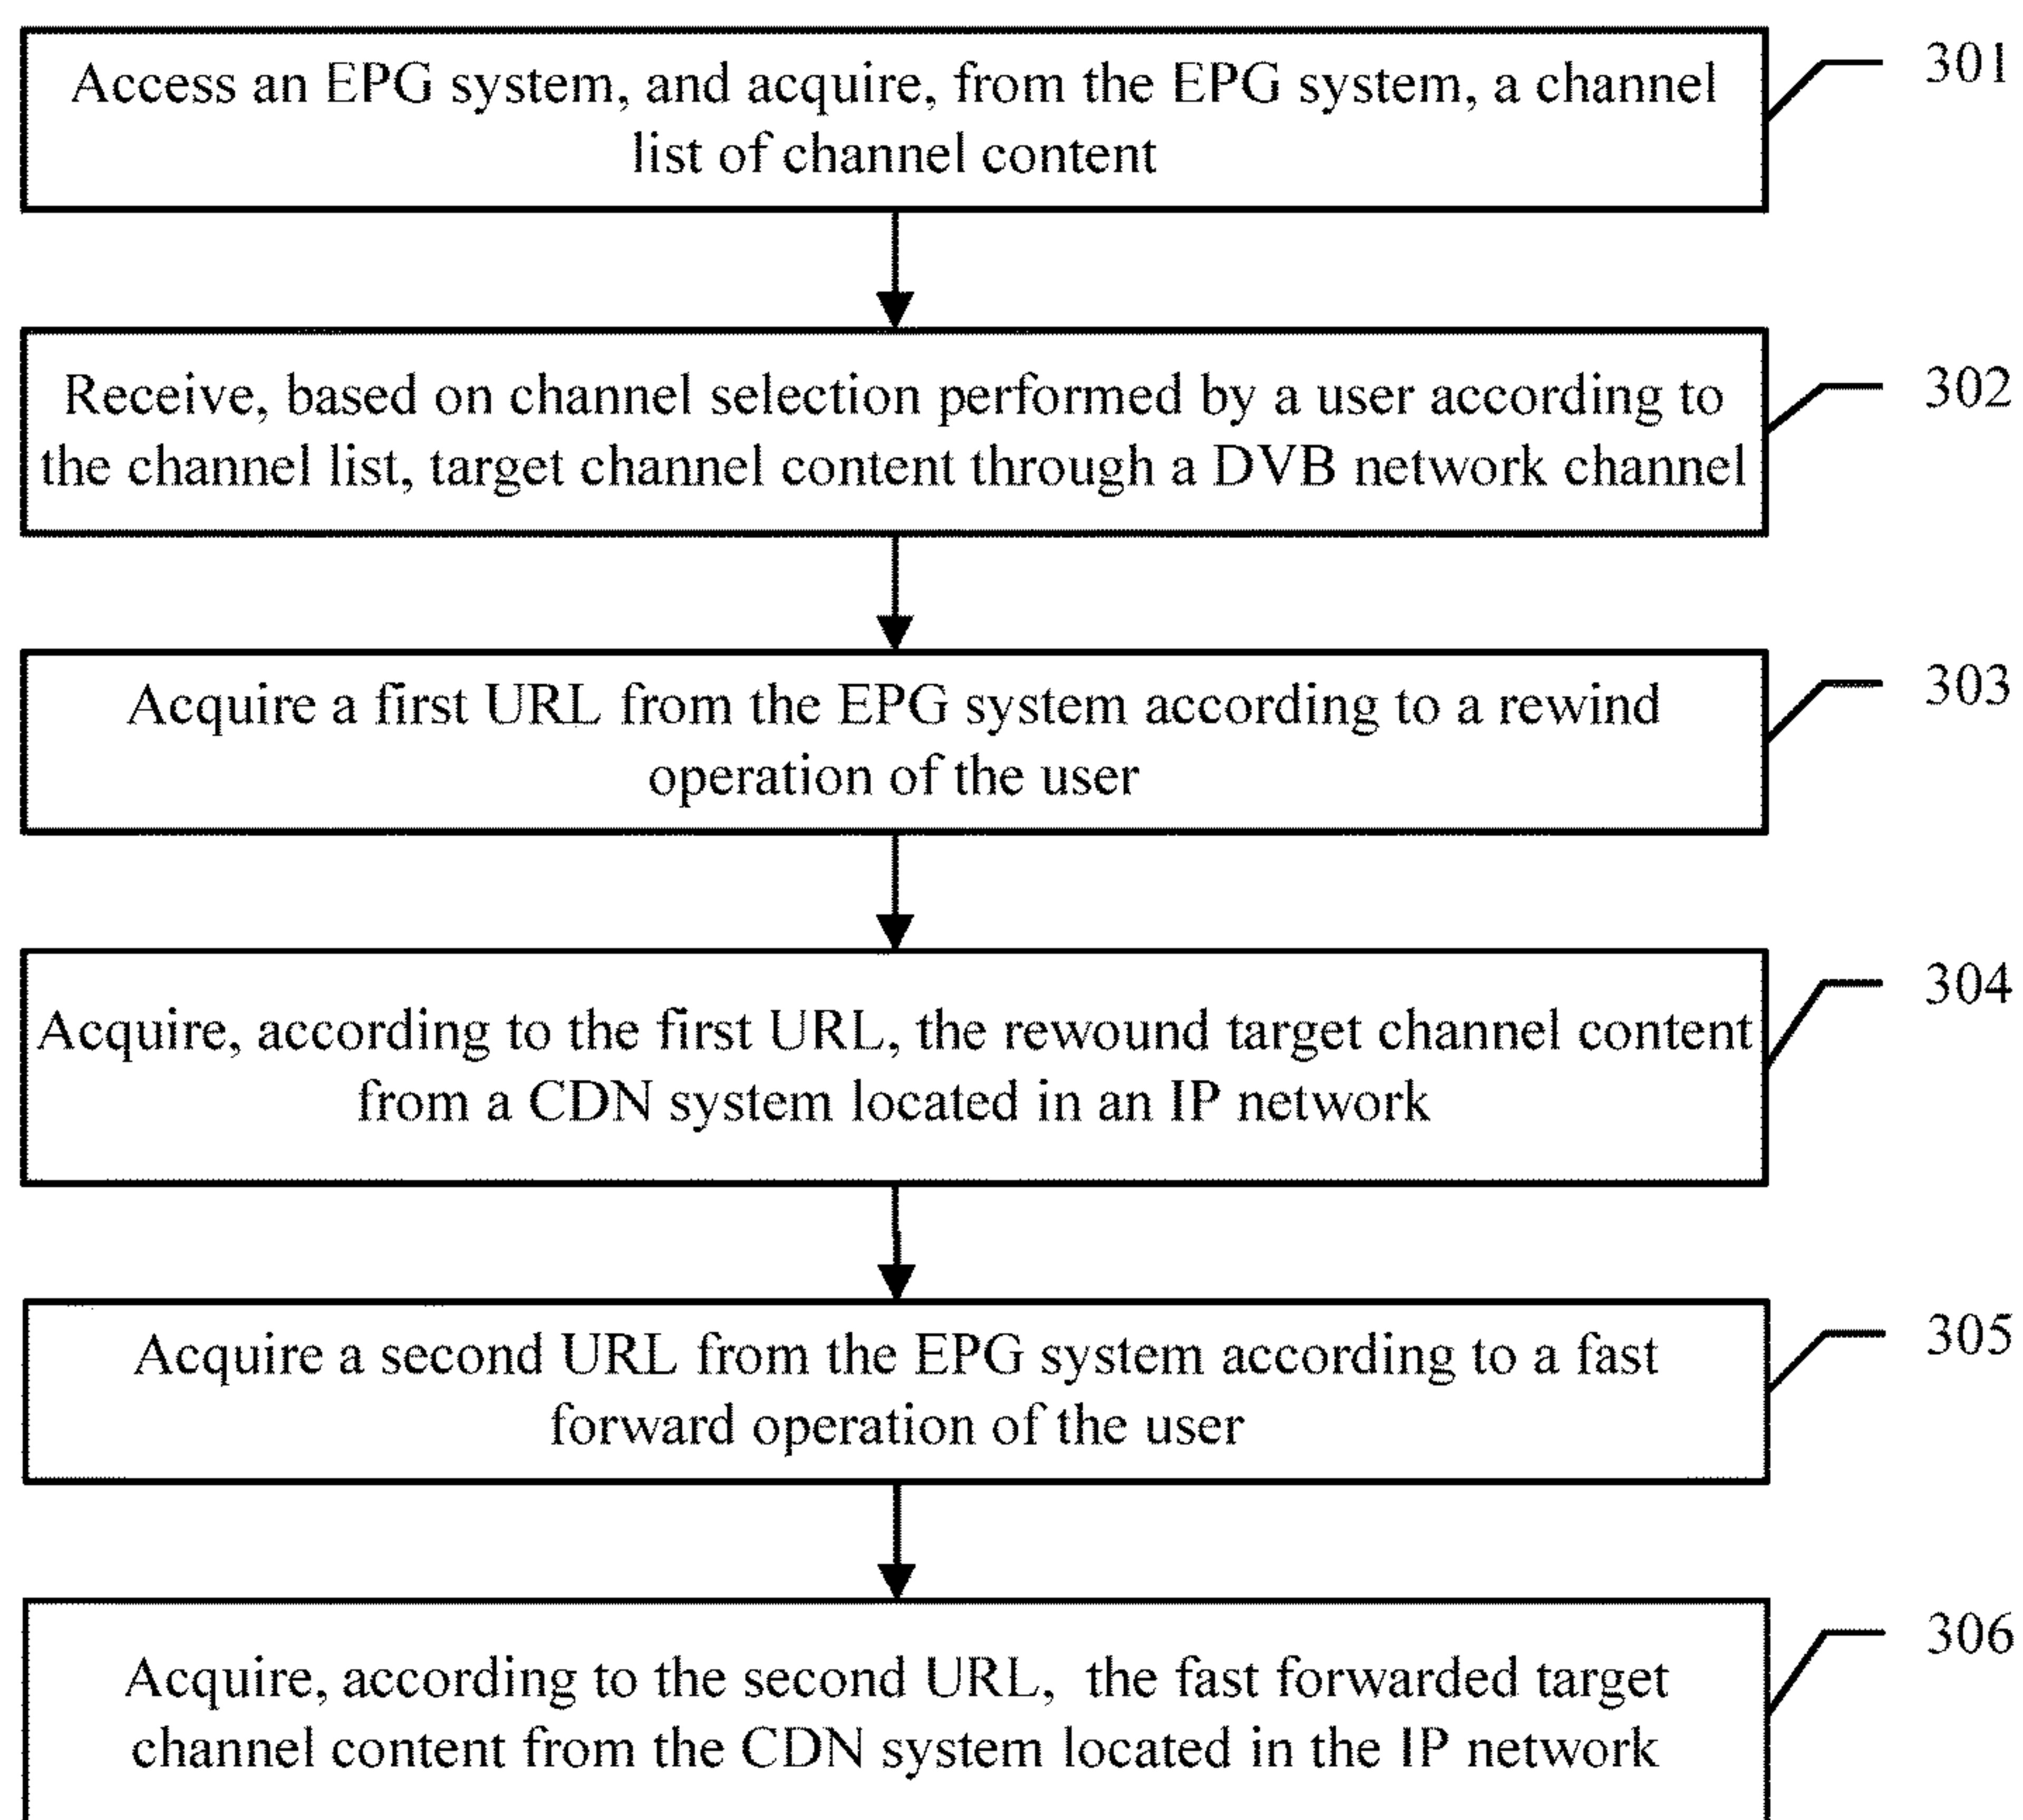 Access an EPG system, and acquire, from the EPG system, a channel
list of channel content
301
Receive, based on channel selection performed by a user according to
the channel list, target channel content through a DVB network channel
302
Acquire a first URL from the EPG system according to a rewind
operation of the user
303
Acquire, according to the first URL, the rewound target channel content
from a CDN system located in an IP network
304
Acquire a second URL from the EPG system according to a fast
forward operation of the user
305
Acquire, according to the second URL, the fast forwarded target
channel content from the CDN system located in the IP network
306